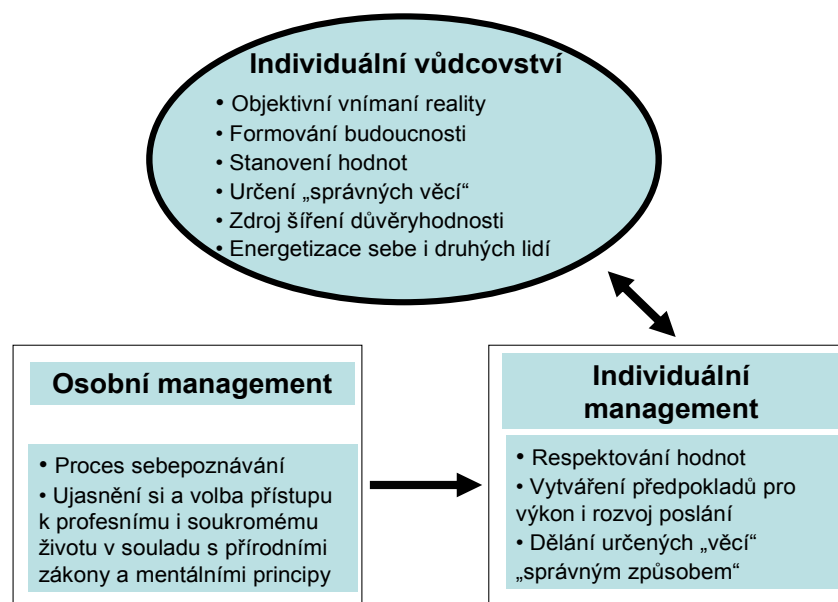 Individuální vůdcovství
• Objektivní vnímaní reality
• Formování budoucnosti
• Stanovení hodnot
• Určení „správných věcí“
• Zdroj šíření důvěryhodnosti
• Energetizace sebe i druhých lidí
Osobní management
• Proces sebepoznávání
• Ujasnění si a volba přístupu
k profesnímu i soukromému
životu v souladu s přírodními
zákony a mentálními principy
Individuální
management
• Respektování hodnot
• Vytváření předpokladů pro
výkon i rozvoj poslání
• Dělání určených „věcí“
„správným způsobem“